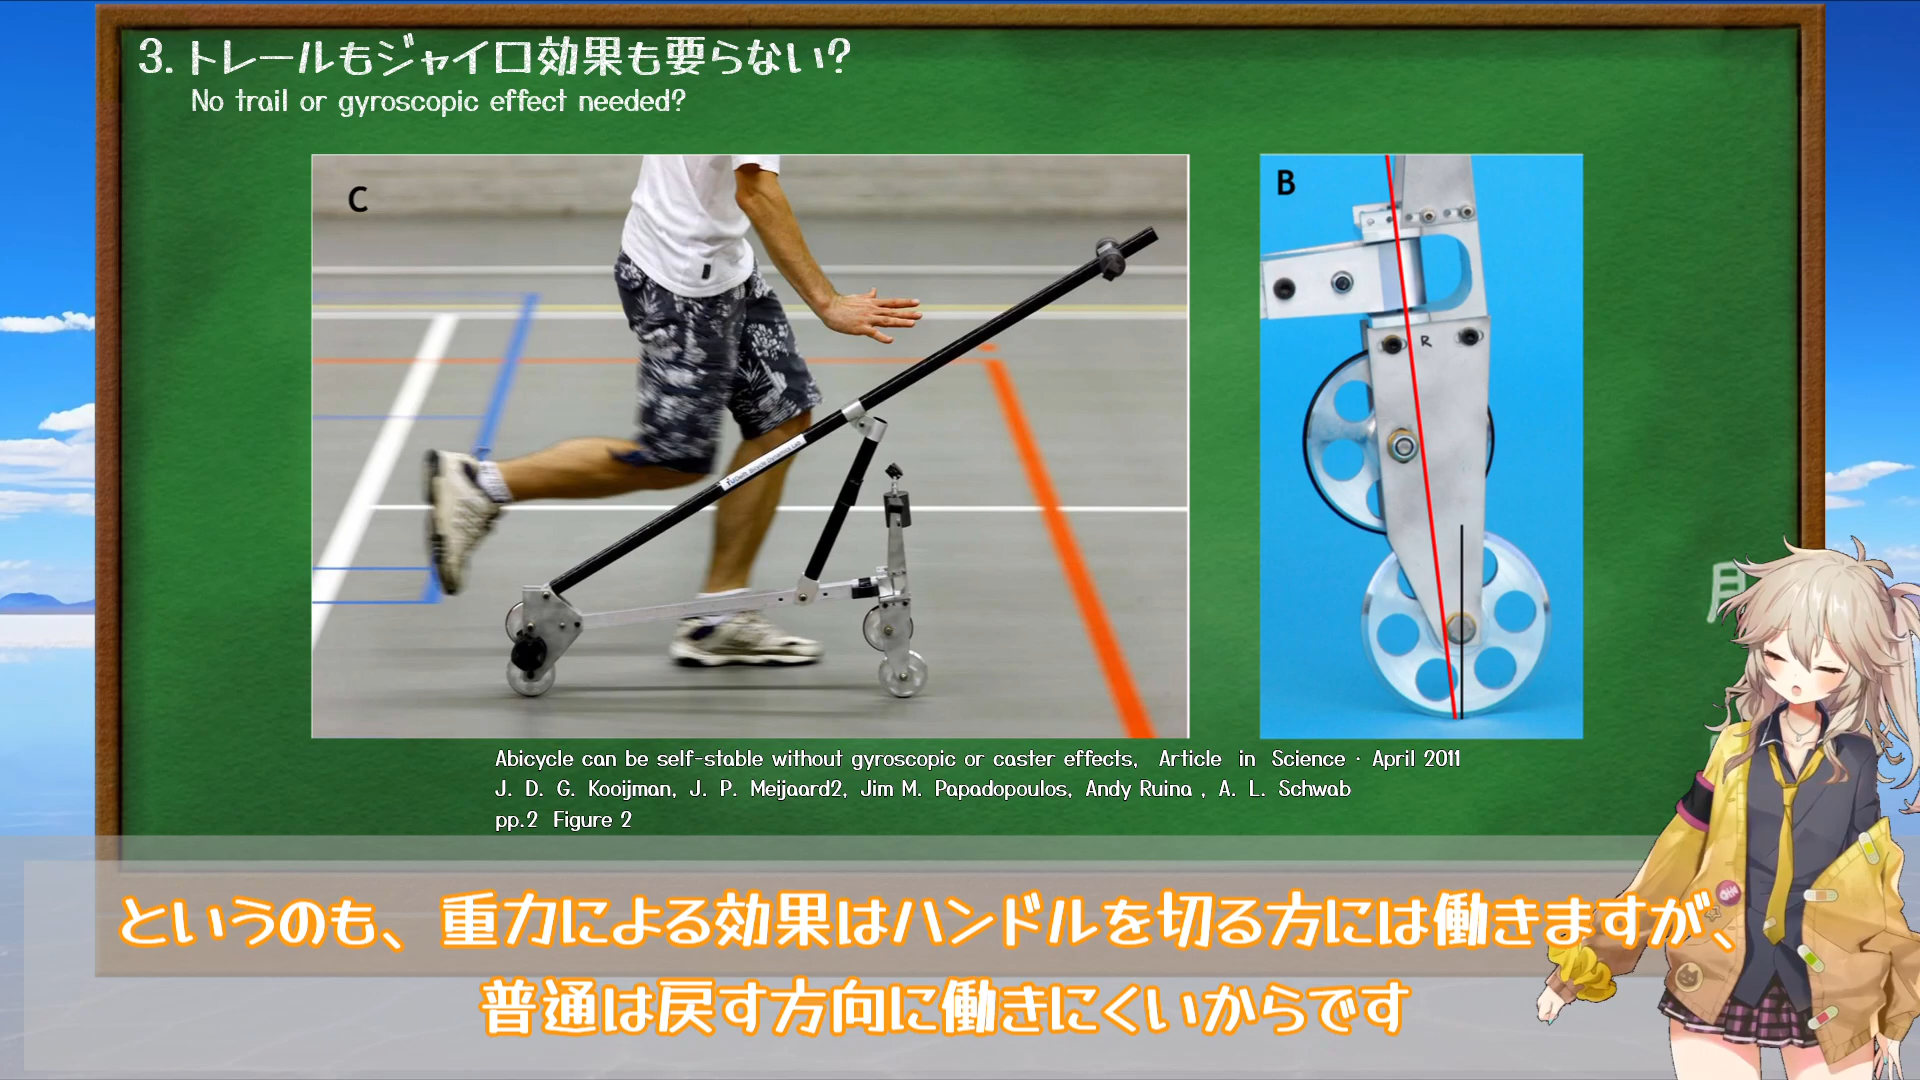 3. トレールもジャイロ効果も要らない?
No trail or gyroscopic effect needed?
C
B
R
Abicycle can be self-stable without gyroscopic or caster effects, Article in Science · April 2011
J. D. G. Kooijman, J. P. Meijaard2, Jim M. Papadopoulos, Andy Ruina , A. L. Schwab
pp.2 Figure 2
というのも、重力による効果はハンドルを切る方には働きますが、
普通は戻す方向に働きにくいからです